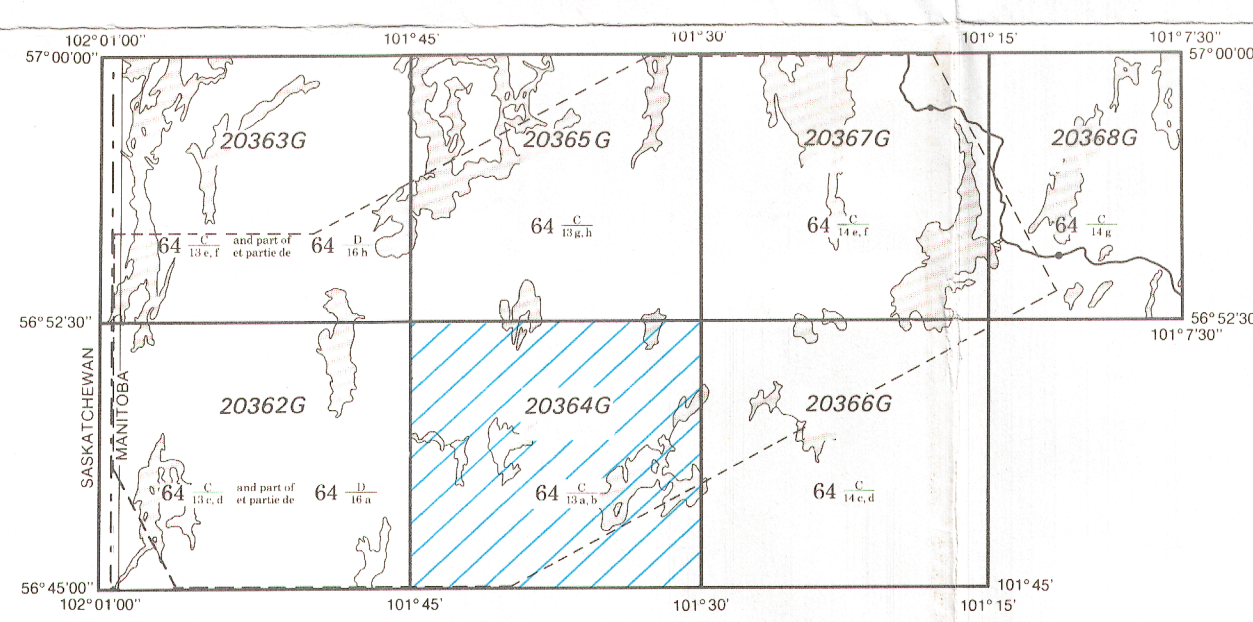 102°01'00" 101°45' 101°30' 101°15' 101°7'30"
57°00'00" 57°00'00
20363G 20365G 20367G 20368G
64 C 13 e, f and part of et partie de 64 D 16 h
64 C 13 g, h
64 C 14 e, f
64 C 14 g
56°52'30" 56°52'30
101°7'30"
SASKATCHEWAN
MANITOBA
20362G 20364G 20366G
64 C 13 c, d and part of et partie de 64 D 16 a
64 C 13 a, b
64 C 14 c, d
56°45'00" 101°45'
102°01'00" 101°45' 101°30' 101°15'